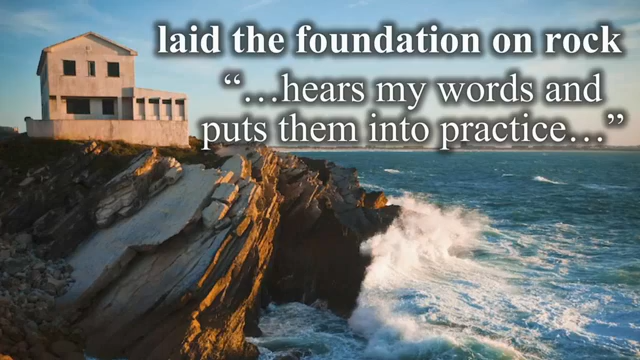 laid the foundation on rock
“…hears my words and
puts them into practice…”